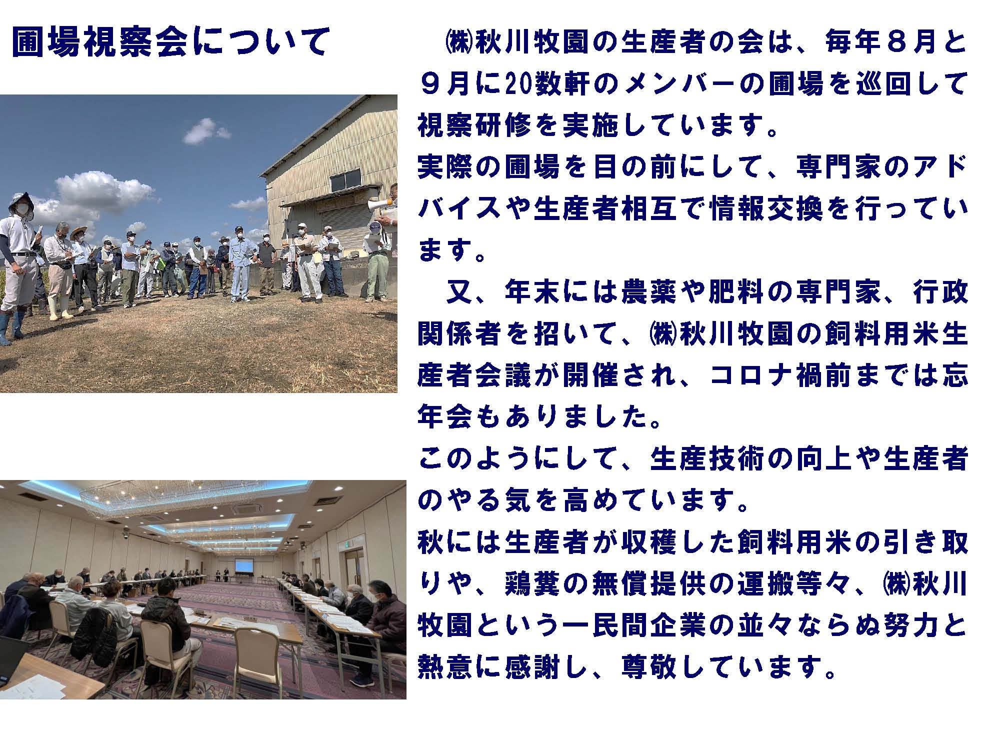 圃場視察会について
㈱秋川牧園の生産者の会は、毎年８月と
９月に20数軒のメンバーの圃場を巡回して
視察研修を実施しています。
実際の圃場を目の前にして、専門家のアド
バイスや生産者相互で情報交換を行ってい
ます。
又、年末には農薬や肥料の専門家、行政
関係者を招いて、㈱秋川牧園の飼料用米生
産者会議が開催され、コロナ禍前までは忘
年会もありました。
このようにして、生産技術の向上や生産者
のやる気を高めています。
秋には生産者が収穫した飼料用米の引き取
りや、鶏糞の無償提供の運搬等々、㈱秋川
牧園という一民間企業の並々ならぬ努力と
熱意に感謝し、尊敬しています。